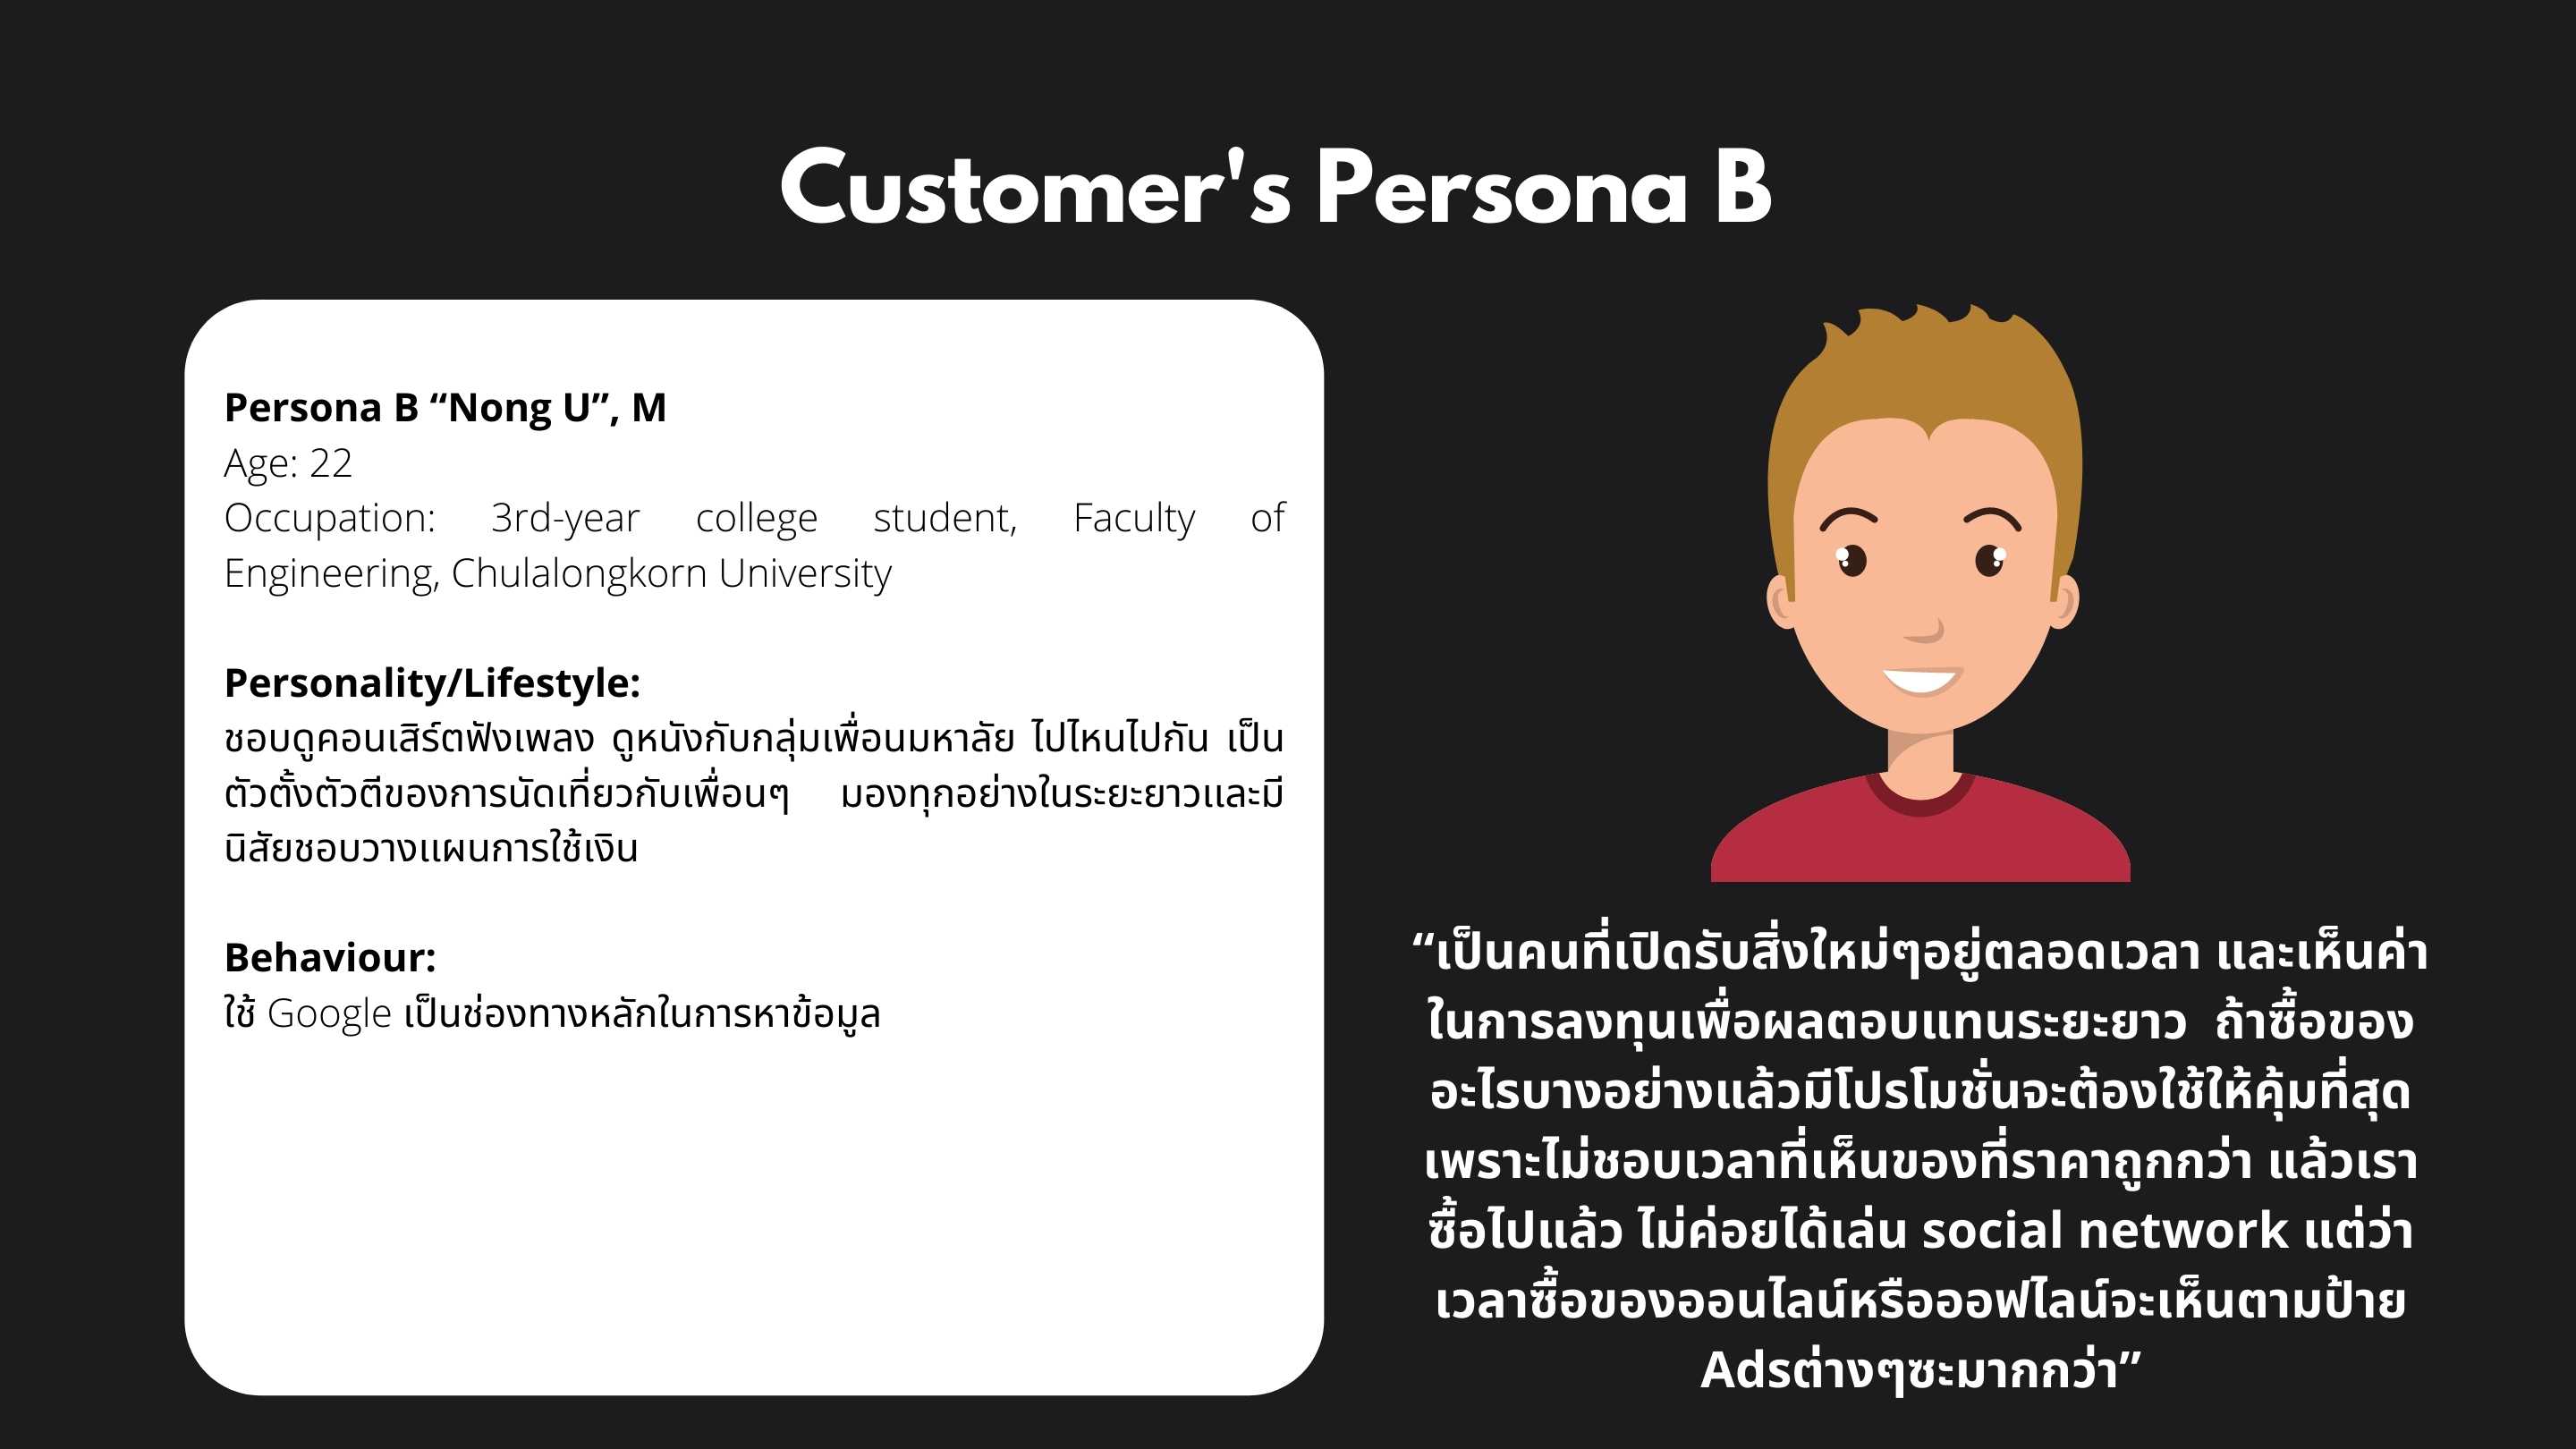 Customer's Persona B
Persona B “Nong U”, M
Age: 22
Occupation: 3rd-year college student, Faculty of
Engineering, Chulalongkorn University
Personality/Lifestyle:
ชอบดูคอนเสิร์ตฟังเพลง ดูหนังกับกลุ่มเพื่อนมหาลัย ไปไหนไปกัน เป็น
ตัวตั้งตัวตีของการนัดเที่ยวกับเพื่อนๆ มองทุกอย่างในระยะยาวและมี
นิสัยชอบวางแผนการใช้เงิน
Behaviour:
ใช้ Google เป็นช่องทางหลักในการหาข้อมูล
“เป็นคนที่เปิดรับสิ่งใหม่ๆอยู่ตลอดเวลา และเห็นค่า
ในการลงทุนเพื่อผลตอบแทนระยะยาว ถ้าซื้อของ
อะไรบางอย่างแล้วมีโปรโมชั่นจะต้องใช้ให้คุ้มที่สุด
เพราะไม่ชอบเวลาที่เห็นของที่ราคาถูกกว่า แล้วเรา
ซื้อไปแล้ว ไม่ค่อยได้เล่น social network แต่ว่า
เวลาซื้อของออนไลน์หรือออฟไลน์จะเห็นตามป้าย
Adsต่างๆซะมากกว่า”